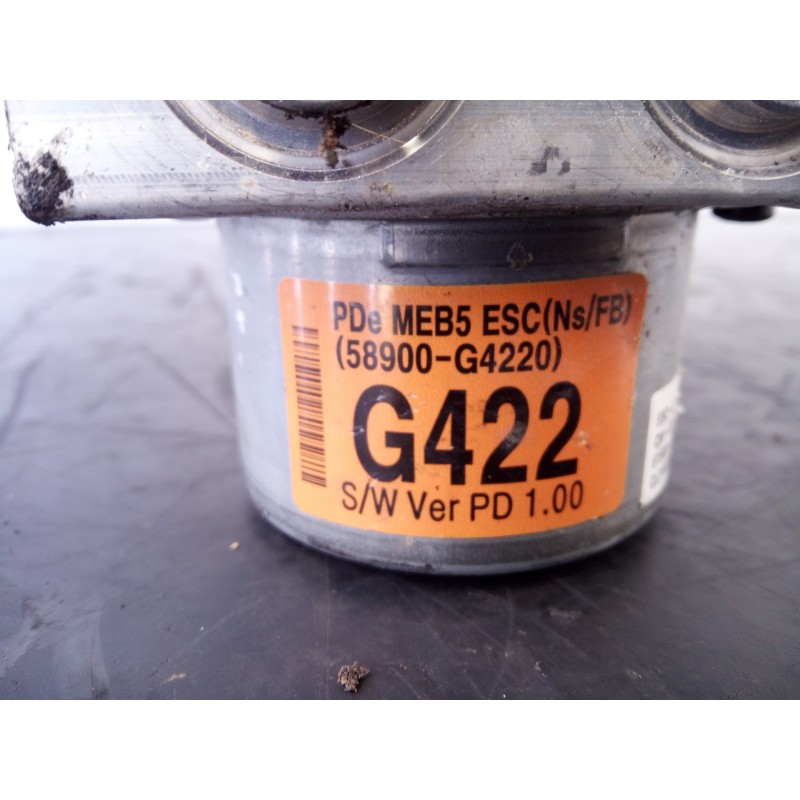 PDe MEB5 ESC(Ns/FB)
(58900-G4220)
G422
S/W Ver PD 1.00